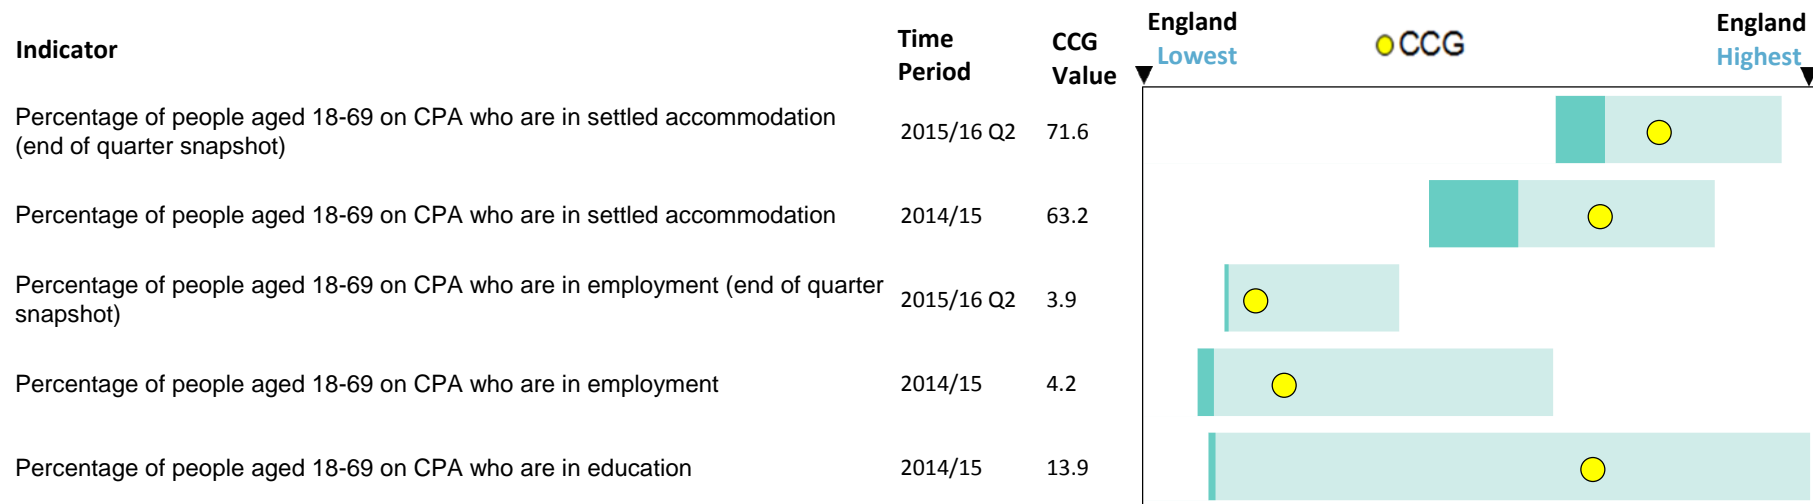 Indicator
Time
Period
CCG
Value
England
Lowest
CCG
England
Highest
Percentage of people aged 18-69 on CPA who are in settled accommodation
(end of quarter snapshot)
2015/16 Q2
71.6
Percentage of people aged 18-69 on CPA who are in settled accommodation
2014/15
63.2
Percentage of people aged 18-69 on CPA who are in employment (end of quarter
snapshot)
2015/16 Q2
3.9
Percentage of people aged 18-69 on CPA who are in employment
2014/15
4.2
Percentage of people aged 18-69 on CPA who are in education
2014/15
13.9